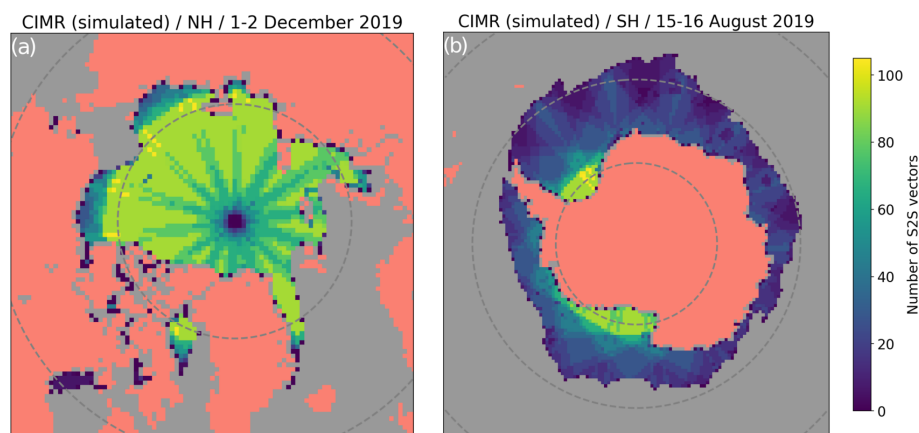 CIMR (simulated) / NH / 1-2 December 2019
CIMR (simulated) / SH / 15-16 August 2019
(a)
(b)
100
80
60
40
20
0
Number of S2S vectors